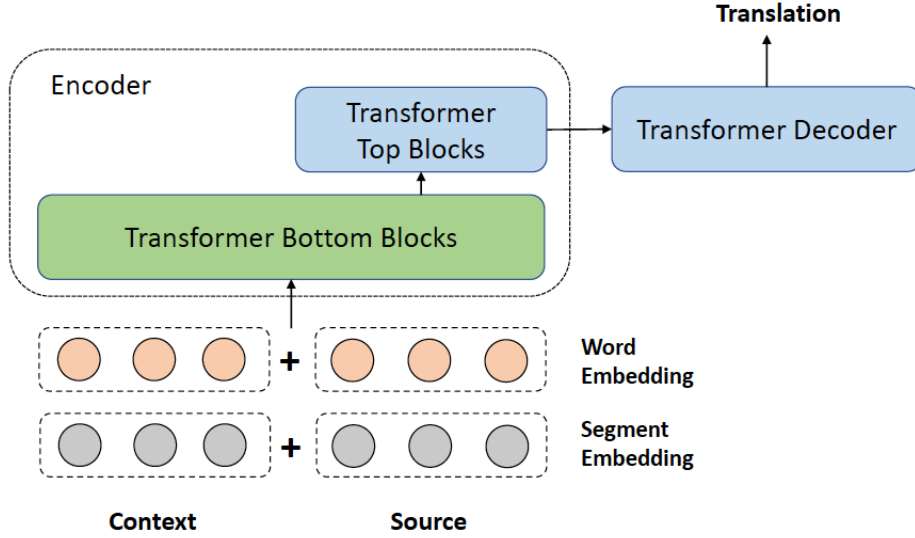 Translation
Encoder
Transformer
Top Blocks
Transformer Decoder
Transformer Bottom Blocks
+
Word
Embedding
+
Segment
Embedding
Context
Source